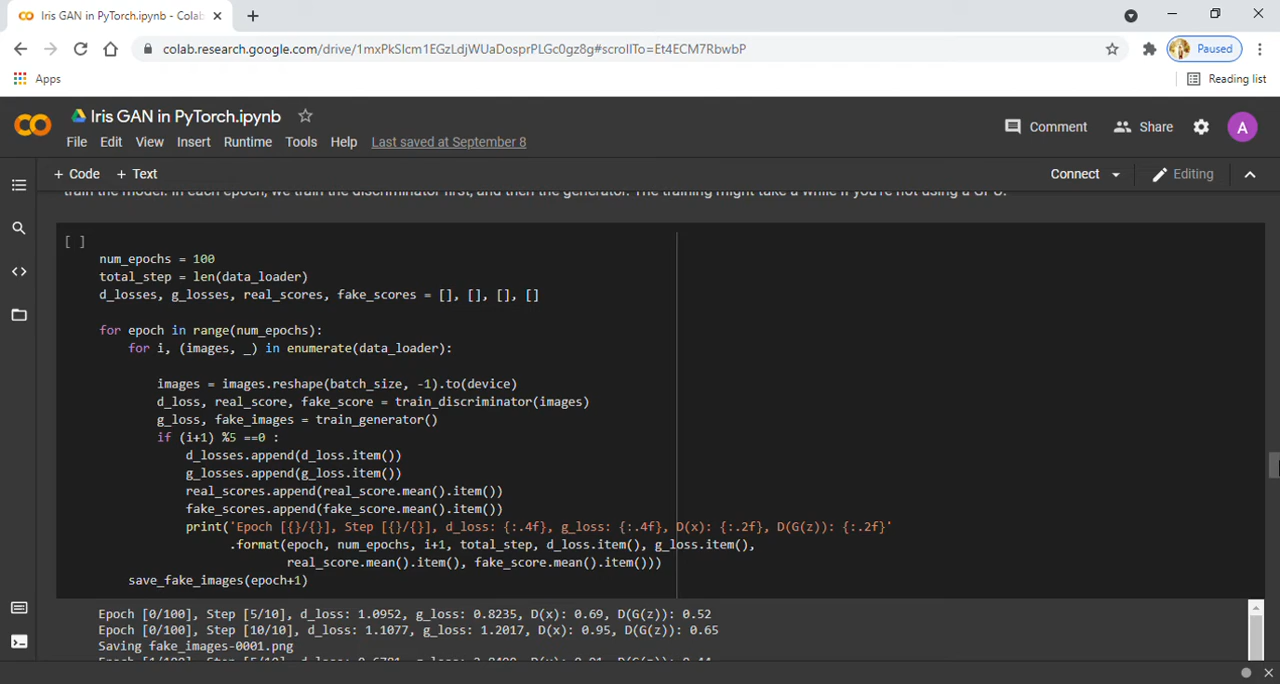 Iris GAN in PyTorch.ipynb - Colab
colab.research.google.com/drive/1mxPkSIcm1EGzLdjWUaDosprPLGc0gz8g#scrollTo=Et4ECM7RbwbP
Paused
Apps
Reading list
Iris GAN in PyTorch.ipynb
Comment
Share
A
File Edit View Insert Runtime Tools Help Last saved at September 8
+ Code + Text
Connect
Editing
train the model. In each epoch, we train the discriminator first, and then the generator. The training might take a while if you're not using a GPU.
[ ]
num_epochs = 100
total_step = len(data_loader)
d_losses, g_losses, real_scores, fake_scores = [], [], [], []
for epoch in range(num_epochs):
for i, (images, _) in enumerate(data_loader):
images = images.reshape(batch_size, -1).to(device)
d_loss, real_score, fake_score = train_discriminator(images)
g_loss, fake_images = train_generator()
if (i+1) %5 ==0 :
d_losses.append(d_loss.item())
g_losses.append(g_loss.item())
real_scores.append(real_score.mean().item())
fake_scores.append(fake_score.mean().item())
print('Epoch [{}/{}], Step [{}/{}], d_loss: {:.4f}, g_loss: {:.4f}, D(x): {:.2f}, D(G(z)): {:.2f}'
.format(epoch, num_epochs, i+1, total_step, d_loss.item(), g_loss.item(),
real_score.mean().item(), fake_score.mean().item()))
save_fake_images(epoch+1)
Epoch [0/100], Step [5/10], d_loss: 1.0952, g_loss: 0.8235, D(x): 0.69, D(G(z)): 0.52
Epoch [0/100], Step [10/10], d_loss: 1.1077, g_loss: 1.2017, D(x): 0.95, D(G(z)): 0.65
Saving fake_images-0001.png